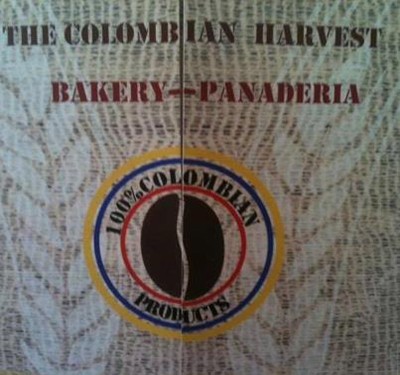 THE COLOMBIAN HARVEST
BAKERY—PANADERIA
100% COLOMBIAN
PRODUCTS